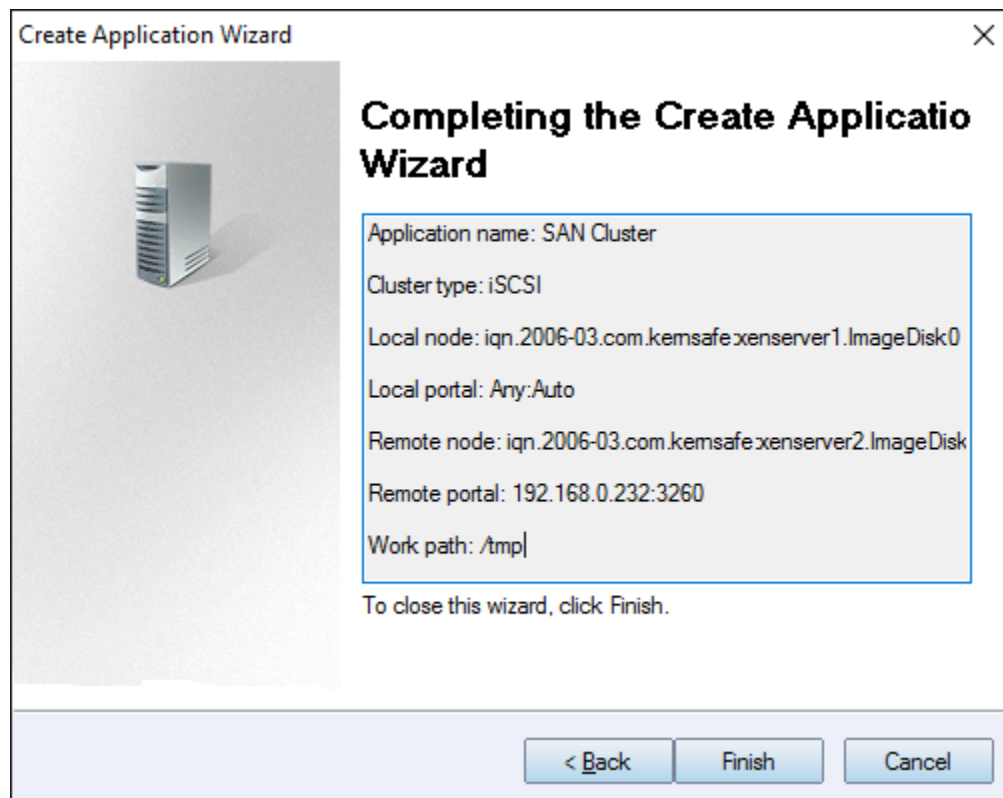 Create Application Wizard
Completing the Create Applicatio
Wizard
Application name: SAN Cluster
Cluster type: iSCSI
Local node: iqn.2006-03.com.kernsafe:xenserver1.ImageDisk0
Local portal: Any:Auto
Remote node: iqn.2006-03.com.kernsafe:xenserver2.ImageDisk
Remote portal: 192.168.0.232:3260
Work path: /tmp
To close this wizard, click Finish.
< Back
Finish
Cancel